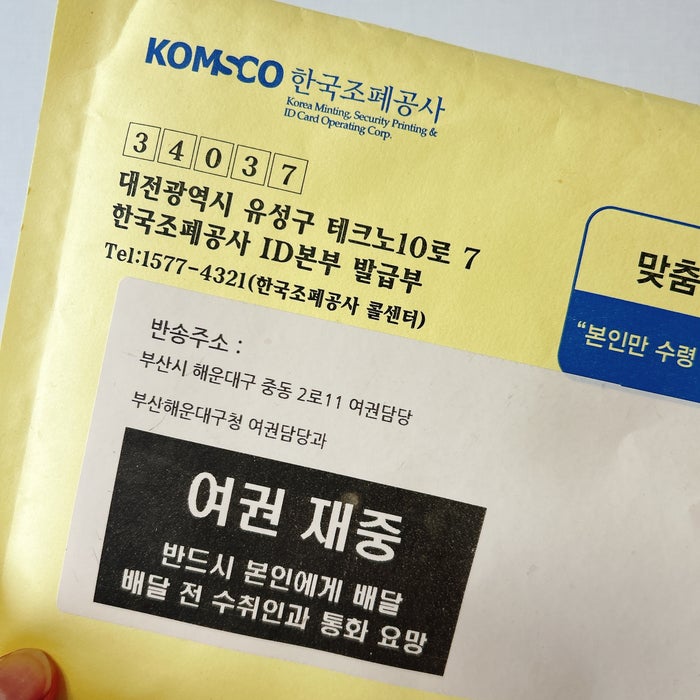 KOMSCO 한국조폐공사
Korea Minting, Security Printing &
ID Card Operating Corp.
34037
대전광역시 유성구 테크노10로 7
한국조폐공사 ID본부 발급부
Tel:1577-4321(한국조폐공사 콜센터)
맞춤
“본인만 수령
반송주소 :
부산시 해운대구 중동 2로11 여권담당
부산해운대구청 여권담당과
여권 재중
반드시 본인에게 배달
배달 전 수취인과 통화 요망